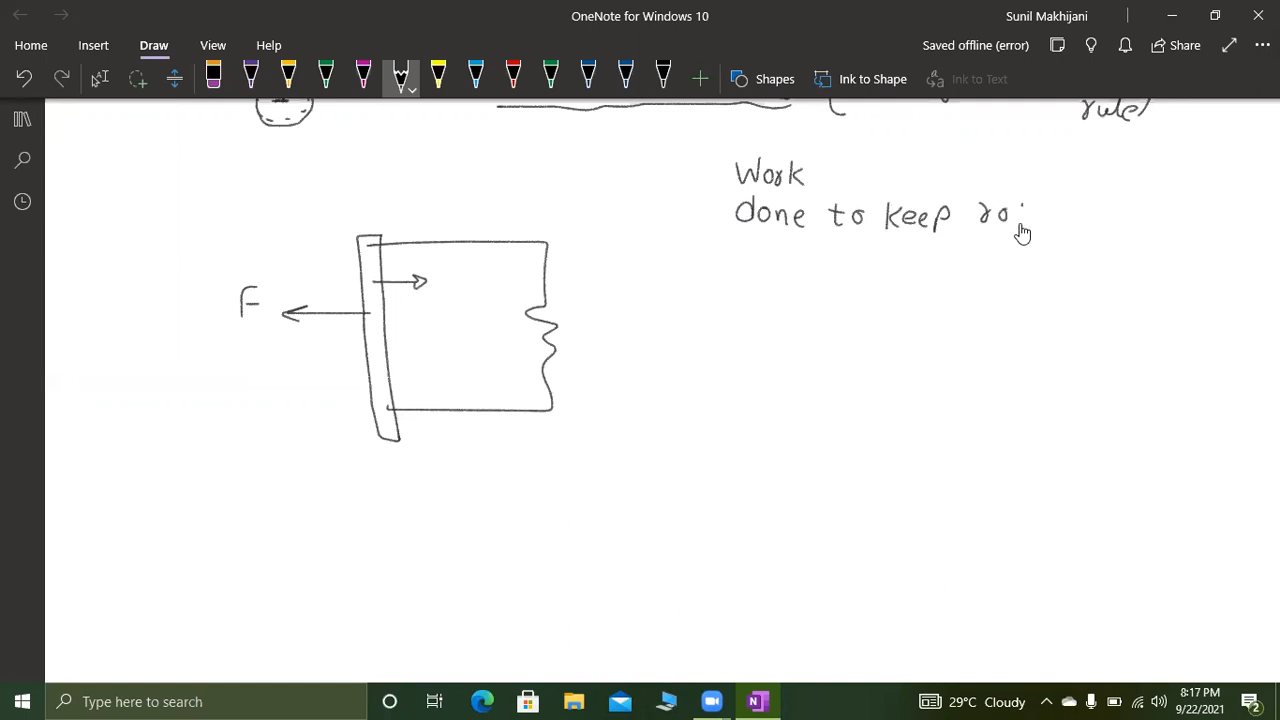 OneNote for Windows 10
Sunil Makhijani
Home Insert Draw View Help
Saved offline (error)
Share
Shapes
Ink to Shape
Ink to Text
rule)
Work
done to keep ro
F
Type here to search
29°C Cloudy
8:17 PM
9/22/2021
2